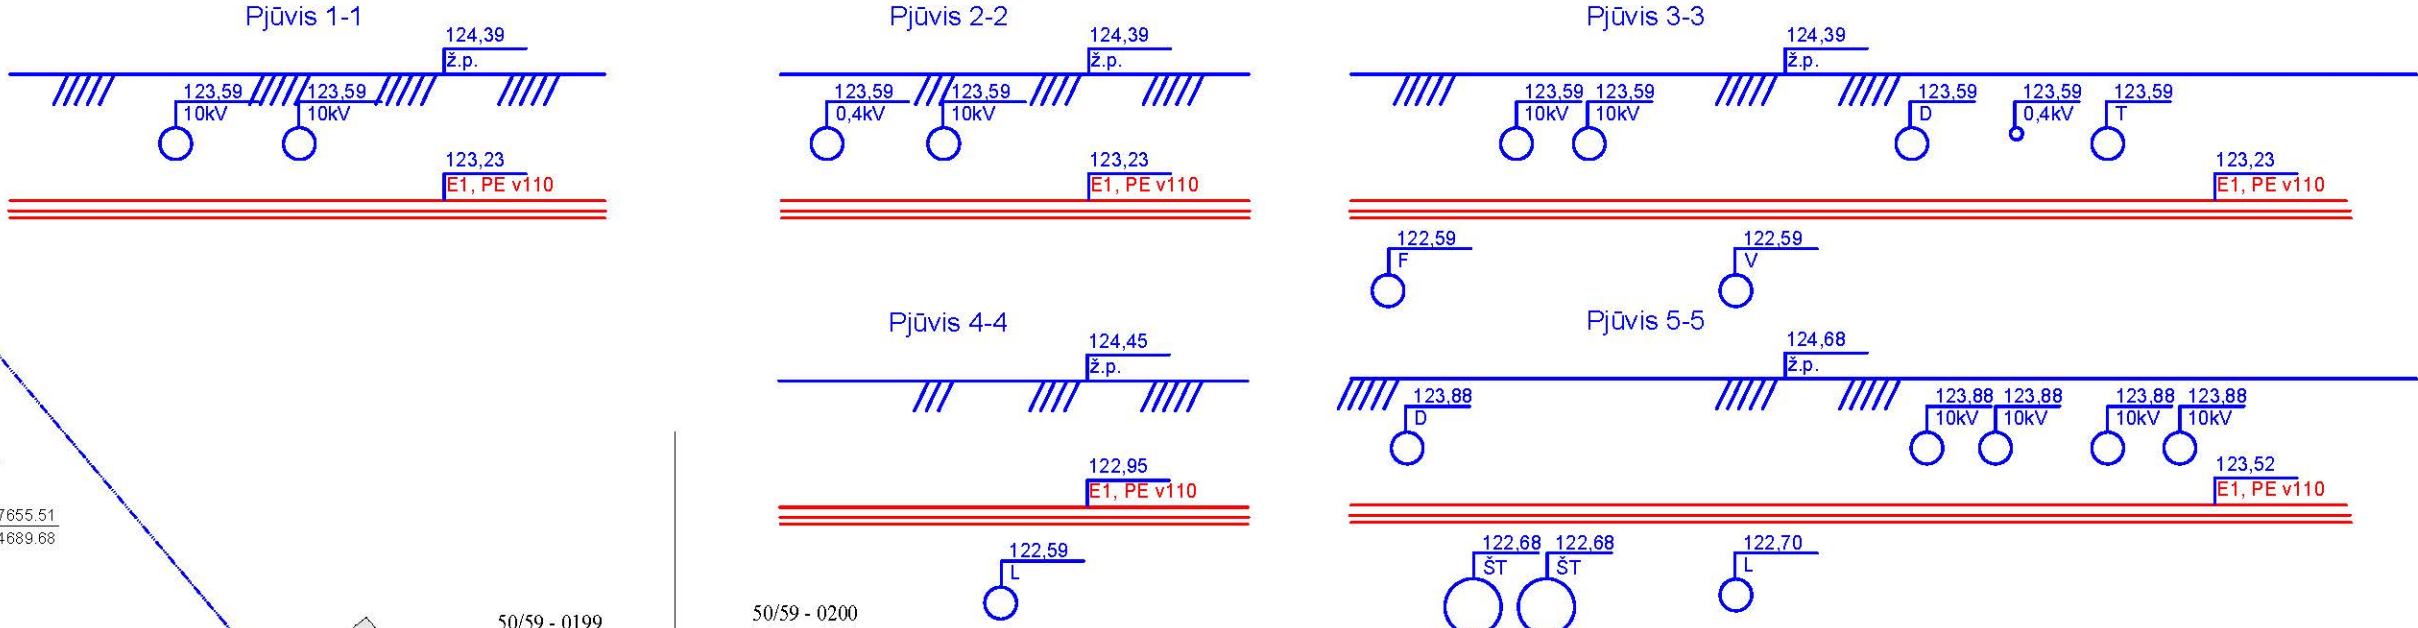 Pjūvis 1-1
124,39
ž.p.
123,59
10kV
123,59
10kV
123,23
E1, PE v110
Pjūvis 2-2
124,39
ž.p.
123,59
0,4kV
123,59
10kV
123,23
E1, PE v110
Pjūvis 3-3
124,39
ž.p.
123,59
10kV
123,59
10kV
123,59
D
123,59
0,4kV
123,59
T
123,23
E1, PE v110
122,59
F
122,59
V
Pjūvis 4-4
124,45
ž.p.
122,95
E1, PE v110
122,59
L
Pjūvis 5-5
124,68
ž.p.
123,88
D
123,88
10kV
123,88
10kV
123,88
10kV
123,88
10kV
123,52
E1, PE v110
122,68
ŠT
122,68
ŠT
122,70
L
7655.51
4689.68
50/59 - 0199
50/59 - 0200